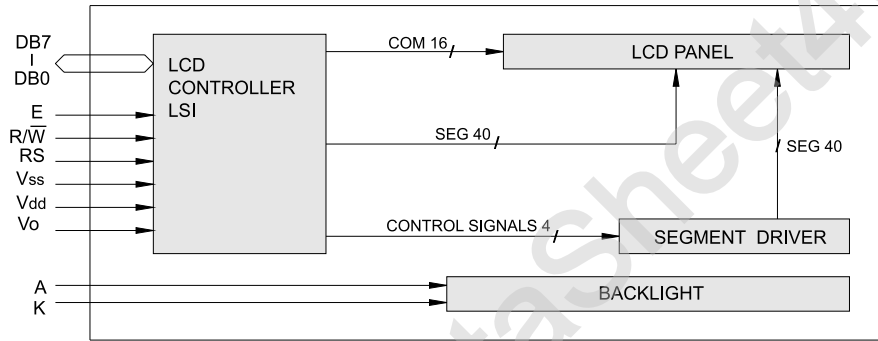 DB7
DB0
E
R/W̅
RS
Vss
Vdd
Vo
A
K
LCD
CONTROLLER
LSI
COM 16
SEG 40
CONTROL SIGNALS 4
LCD PANEL
SEG 40
SEGMENT DRIVER
BACKLIGHT
taSheet4